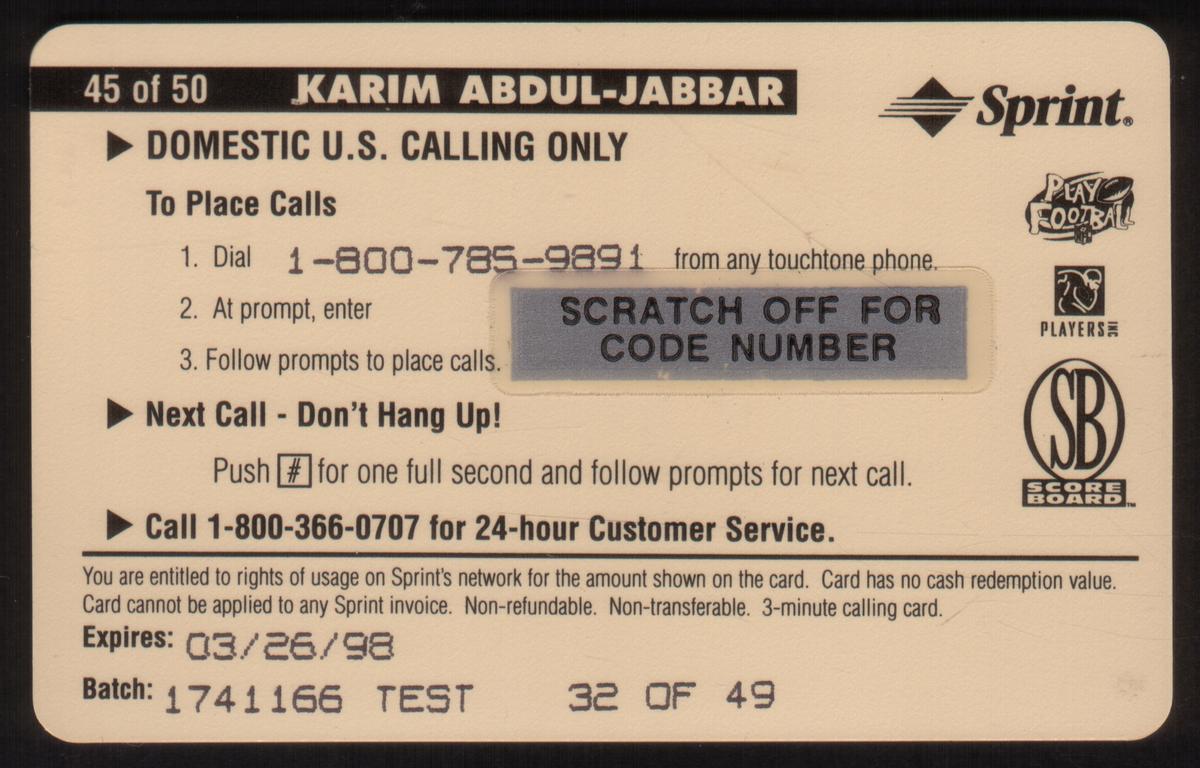 45 of 50 KARIM ABDUL-JABBAR
Sprint®
▶ DOMESTIC U.S. CALLING ONLY
To Place Calls
PLAY FOOTBALL
NFL
1. Dial 1-800-785-9891 from any touchtone phone.
2. At prompt, enter
SCRATCH OFF FOR
CODE NUMBER
PLAYERS INC
3. Follow prompts to place calls.
▶ Next Call - Don't Hang Up!
SB
SCORE
BOARD™
Push # for one full second and follow prompts for next call.
▶ Call 1-800-366-0707 for 24-hour Customer Service.
You are entitled to rights of usage on Sprint's network for the amount shown on the card. Card has no cash redemption value.
Card cannot be applied to any Sprint invoice. Non-refundable. Non-transferable. 3-minute calling card.
Expires: 03/26/98
Batch: 1741166 TEST 32 OF 49